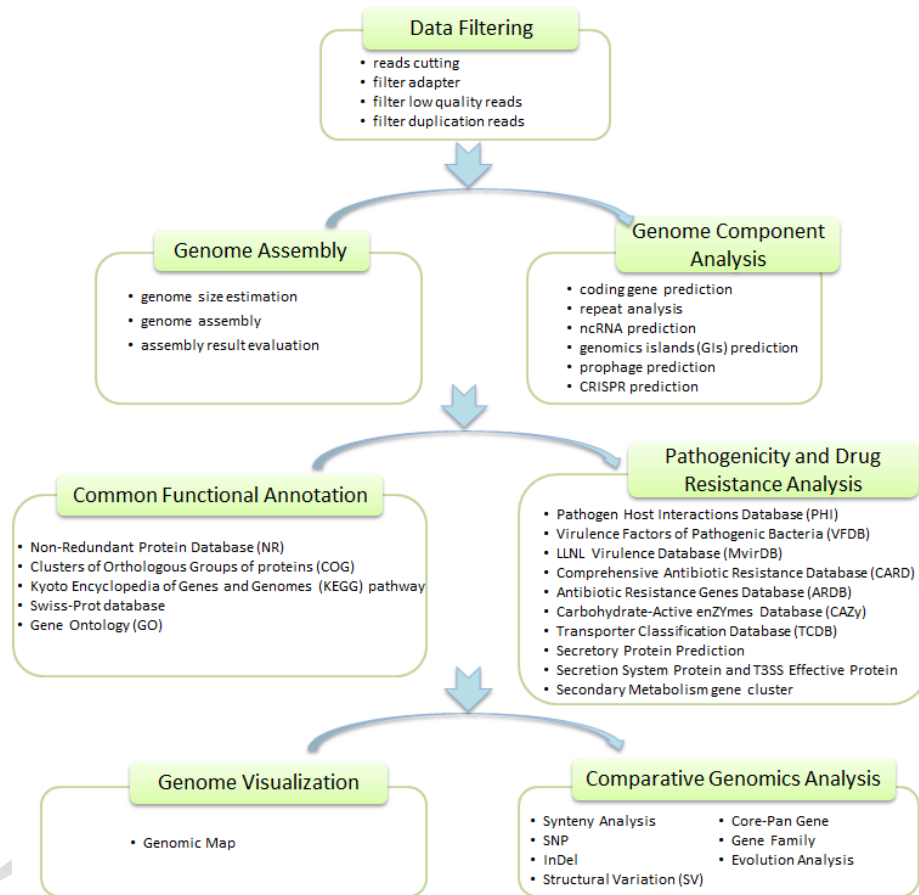 Data Filtering
• reads cutting
• filter adapter
• filter low quality reads
• filter duplication reads
Genome Assembly
• genome size estimation
• genome assembly
• assembly result evaluation
Genome Component
Analysis
• coding gene prediction
• repeat analysis
• ncRNA prediction
• genomics islands (GIs) prediction
• prophage prediction
• CRISPR prediction
Common Functional Annotation
• Non-Redundant Protein Database (NR)
• Clusters of Orthologous Groups of proteins (COG)
• Kyoto Encyclopedia of Genes and Genomes (KEGG) pathway
• Swiss-Prot database
• Gene Ontology (GO)
Pathogenicity and Drug
Resistance Analysis
• Pathogen Host Interactions Database (PHI)
• Virulence Factors of Pathogenic Bacteria (VFDB)
• LLNL Virulence Database (MvirDB)
• Comprehensive Antibiotic Resistance Database (CARD)
• Antibiotic Resistance Genes Database (ARDB)
• Carbohydrate-Active enZYmes Database (CAZy)
• Transporter Classification Database (TCDB)
• Secretory Protein Prediction
• Secretion System Protein and T3SS Effective Protein
• Secondary Metabolism gene cluster
Genome Visualization
• Genomic Map
Comparative Genomics Analysis
• Synteny Analysis
• SNP
• InDel
• Structural Variation (SV)
• Core-Pan Gene
• Gene Family
• Evolution Analysis